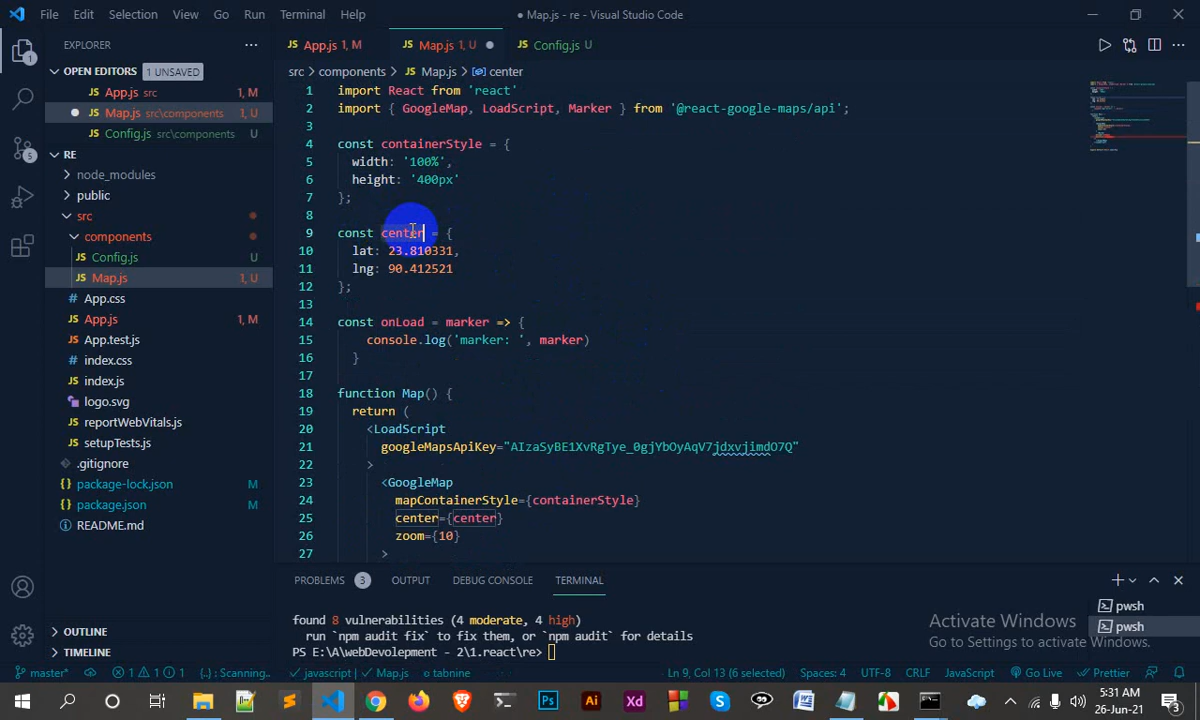 File Edit Selection View Go Run Terminal Help
● Map.js - re - Visual Studio Code
EXPLORER
OPEN EDITORS 1 UNSAVED
App.js src 1, M
Map.js src\components 1, U
Config.js src\components U
RE
node_modules
public
src
components
Config.js U
Map.js 1, U
App.css
App.js 1, M
App.test.js
index.css
index.js
logo.svg
reportWebVitals.js
setupTests.js
.gitignore
package-lock.json M
package.json M
README.md
OUTLINE
TIMELINE
App.js 1, M Map.js 1, U Config.js U
src > components > Map.js > center
1 import React from 'react'
2 import { GoogleMap, LoadScript, Marker } from '@react-google-maps/api';
3
4 const containerStyle = {
5 width: '100%',
6 height: '400px'
7 };
8
9 const center = {
10 lat: 23.810331,
11 lng: 90.412521
12 };
13
14 const onLoad = marker => {
15 console.log('marker: ', marker)
16 }
17
18 function Map() {
19 return (
20 <LoadScript
21 googleMapsApiKey="AIzaSyBE1XvRgTye_0gjYbOyAqV7jdxvjimdO7Q"
22 >
23 <GoogleMap
24 mapContainerStyle={containerStyle}
25 center={center}
26 zoom={10}
27 >
PROBLEMS 3 OUTPUT DEBUG CONSOLE TERMINAL
found 8 vulnerabilities (4 moderate, 4 high)
run `npm audit fix` to fix them, or `npm audit` for details
PS E:\A\webDevolepment - 2\1.react\re>
pwsh
pwsh
Activate Windows
Go to Settings to activate Windows.
master* 1 1 {..} : Scanning.. javascript Map.js tabnine Ln 9, Col 13 (6 selected) Spaces: 4 UTF-8 CRLF JavaScript Go Live Prettier
5:31 AM
26-Jun-21